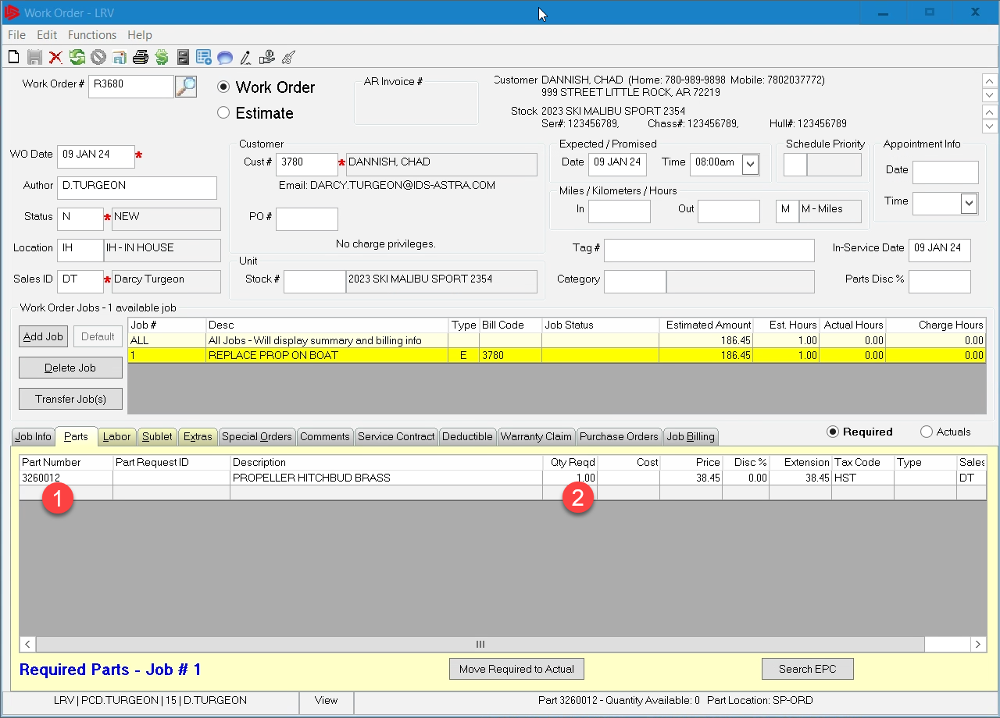 Work Order - LRV
File Edit Functions Help
Work Order # R3680
Work Order
Estimate
AR Invoice #
Customer DANNISH, CHAD (Home: 780-989-9898 Mobile: 7802037772)
999 STREET LITTLE ROCK, AR 72219
Stock 2023 SKI MALIBU SPORT 2354
Ser#: 123456789, Chass#: 123456789, Hull#: 123456789
WO Date 09 JAN 24 *
Author D.TURGEON
Status N * NEW
Location IH IH - IN HOUSE
Sales ID DT * Darcy Turgeon
Customer
Cust # 3780 * DANNISH, CHAD
Email: DARCY.TURGEON@IDS-ASTRA.COM
PO #
No charge privileges.
Unit
Stock # 2023 SKI MALIBU SPORT 2354
Expected / Promised
Date 09 JAN 24 Time 08:00am
Schedule Priority
Appointment Info
Date
Time
Miles / Kilometers / Hours
In Out M M - Miles
Tag # In-Service Date 09 JAN 24
Category Parts Disc %
Work Order Jobs - 1 available job
Add Job Default
Delete Job
Transfer Job(s)
Job # Desc Type Bill Code Job Status Estimated Amount Est. Hours Actual Hours Charge Hours
ALL All Jobs - Will display summary and billing info 186.45 1.00 0.00 0.00
1 REPLACE PROP ON BOAT E 3780 186.45 1.00 0.00 0.00
Job Info Parts Labor Sublet Extras Special Orders Comments Service Contract Deductible Warranty Claim Purchase Orders Job Billing
Required Actuals
Part Number Part Request ID Description Qty Reqd Cost Price Disc % Extension Tax Code Type Sales
3260012 PROPELLER HITCHBUD BRASS 1.00 38.45 0.00 38.45 HST DT
1 2
Required Parts - Job # 1
Move Required to Actual
Search EPC
LRV | PCD.TURGEON | 15 | D.TURGEON View Part 3260012 - Quantity Available: 0 Part Location: SP-ORD